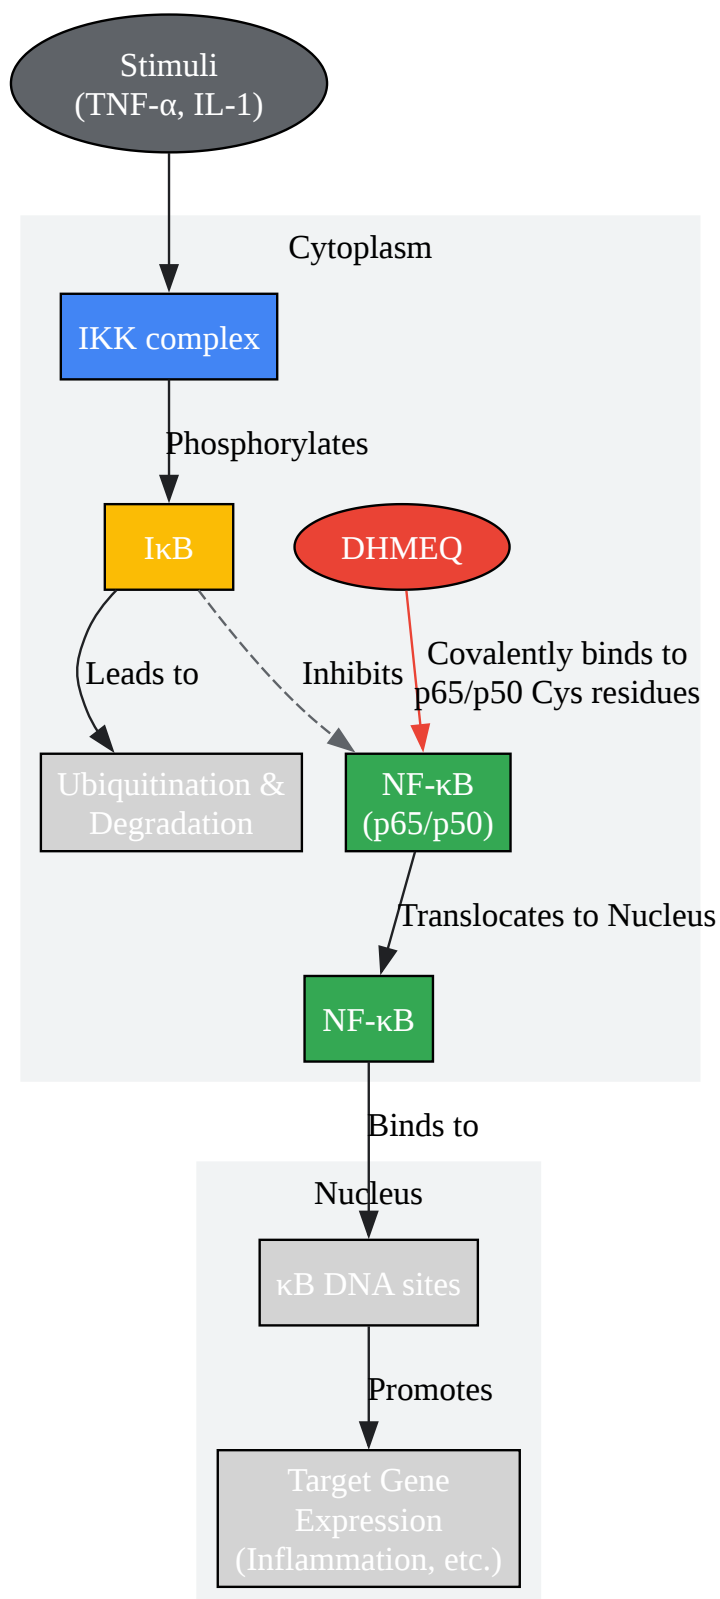 Stimuli
(TNF-α, IL-1)
Cytoplasm
IKK complex
Phosphorylates
IκB
DHMEQ
Leads to
Inhibits
Covalently binds to
p65/p50 Cys residues
Ubiquitination &
Degradation
NF-κB
(p65/p50)
Translocates to Nucleus
NF-κB
Binds to
Nucleus
κB DNA sites
Promotes
Target Gene
Expression
(Inflammation, etc.)